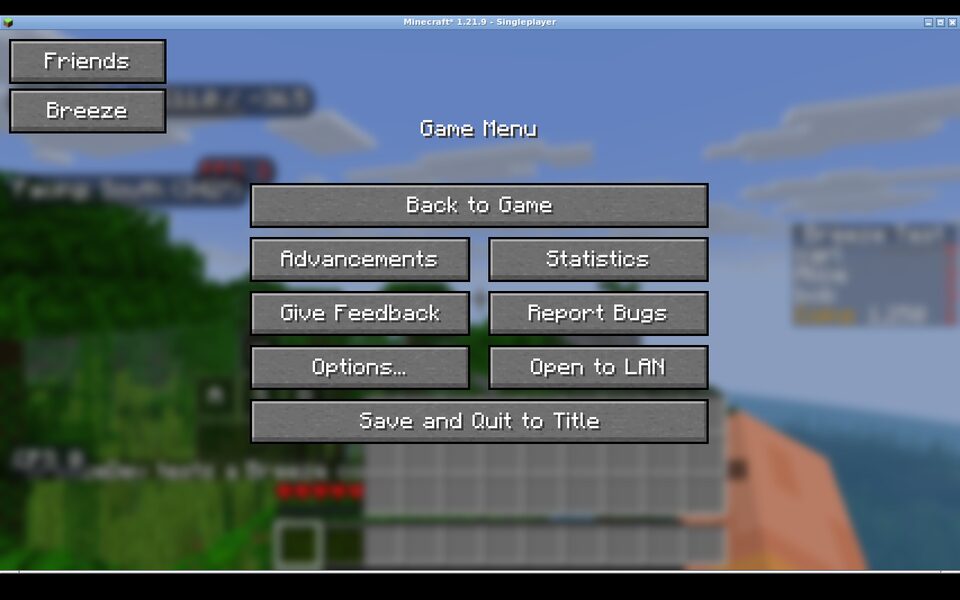 Minecraft* 1.21.9 - Singleplayer
Friends
Breeze
Game Menu
Back to Game
Advancements
Statistics
Give Feedback
Report Bugs
Options...
Open to LAN
Save and Quit to Title